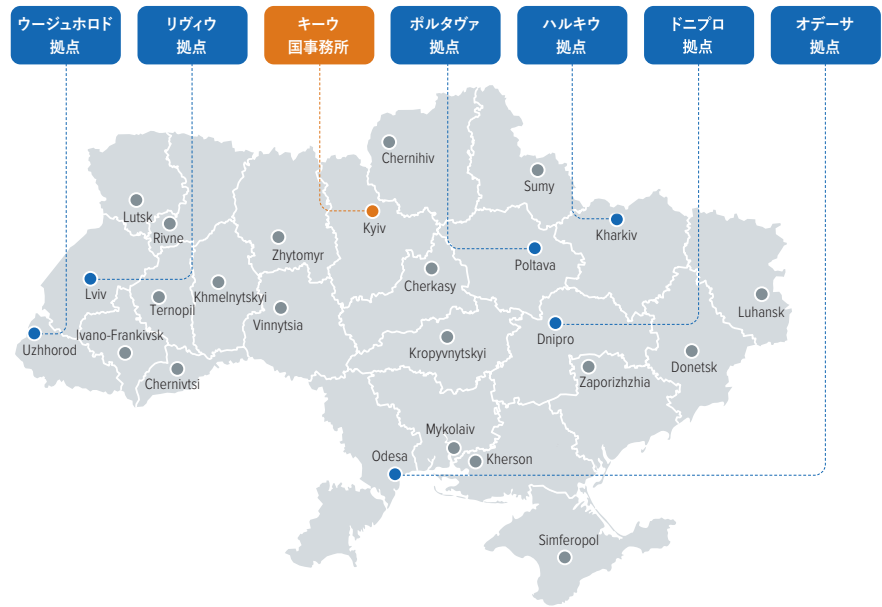 ウージュホロド
拠点
リヴィウ
拠点
キーウ
国事務所
ポルタヴァ
拠点
ハルキウ
拠点
ドニプロ
拠点
オデーサ
拠点
Chernihiv
Sumy
Lutsk
Rivne
Kyiv
Kharkiv
Zhytomyr
Poltava
Cherkasy
Lviv
Ternopil
Khmelnytskyi
Vinnytsia
Luhansk
Uzhhorod
Ivano-Frankivsk
Kropyvnytskyi
Dnipro
Donetsk
Chernivtsi
Zaporizhzhia
Mykolaiv
Odesa
Kherson
Simferopol